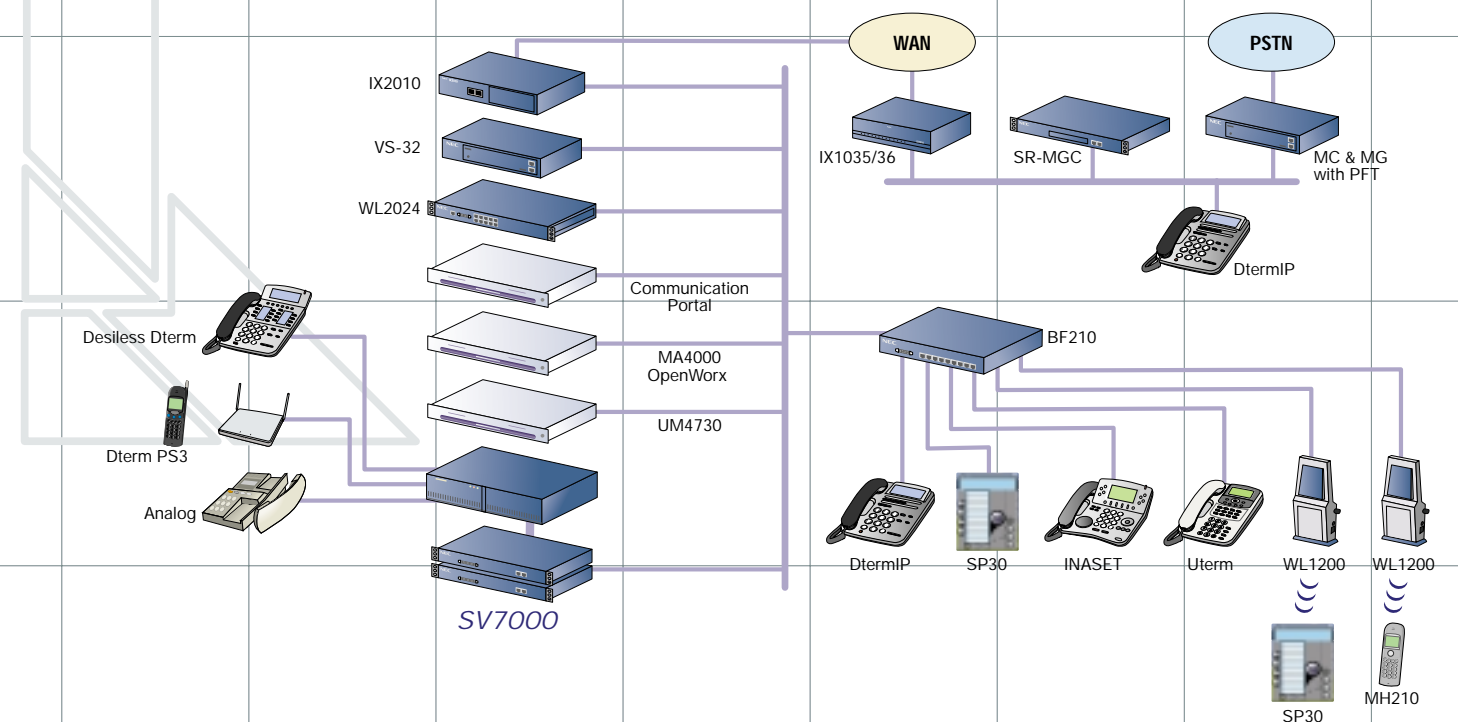 WAN
PSTN
IX2010
VS-32
WL2024
IX1035/36
SR-MGC
MC & MG
with PFT
DtermIP
Communication
Portal
Desiless Dterm
BF210
MA4000
OpenWorx
UM4730
Dterm PS3
Analog
DtermIP
SP30
INASET
Uterm
WL1200
WL1200
SV7000
SP30
MH210